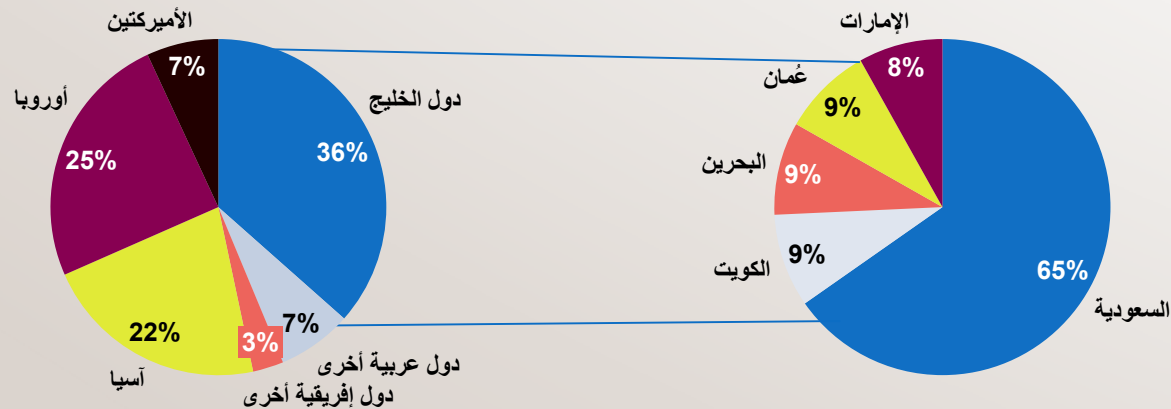 الأميركتين
7%
أوروبا
25%
دول الخليج
36%
22%
آسيا
3%
7%
دول عربية أخرى
دول إفريقية أخرى
الإمارات
8%
عُمان
9%
البحرين
9%
الكويت
9%
65%
السعودية